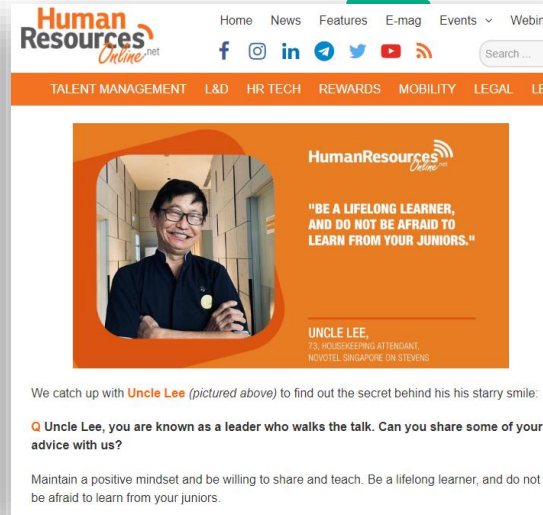 Human
Resources
Online.net
Home News Features E-mag Events Webin
Search ...
TALENT MANAGEMENT L&D HR TECH REWARDS MOBILITY LEGAL LE
HumanResources
Online.net
"BE A LIFELONG LEARNER,
AND DO NOT BE AFRAID TO
LEARN FROM YOUR JUNIORS."
UNCLE LEE,
73, HOUSEKEEPING ATTENDANT,
NOVOTEL SINGAPORE ON STEVENS
We catch up with Uncle Lee (pictured above) to find out the secret behind his his starry smile:
Q Uncle Lee, you are known as a leader who walks the talk. Can you share some of your
advice with us?
Maintain a positive mindset and be willing to share and teach. Be a lifelong learner, and do not
be afraid to learn from your juniors.